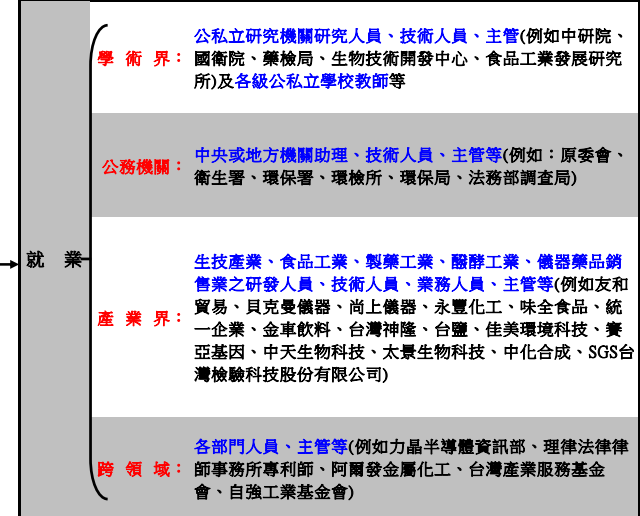 就 業
學 術 界：
公私立研究機關研究人員、技術人員、主管(例如中研院、
國衛院、藥檢局、生物技術開發中心、食品工業發展研究
所)及各級公私立學校教師等
公務機關：
中央或地方機關助理、技術人員、主管等(例如：原委會、
衛生署、環保署、環檢所、環保局、法務部調查局)
產 業 界：
生技產業、食品工業、製藥工業、醱酵工業、儀器藥品銷
售業之研發人員、技術人員、業務人員、主管等(例如友和
貿易、貝克曼儀器、尚上儀器、永豐化工、味全食品、統
一企業、金車飲料、台灣神隆、台鹽、佳美環境科技、賽
亞基因、中天生物科技、太景生物科技、中化合成、SGS台
灣檢驗科技股份有限公司)
跨 領 域：
各部門人員、主管等(例如力晶半導體資訊部、理律法律律
師事務所專利師、阿爾發金屬化工、台灣產業服務基金
會、自強工業基金會)